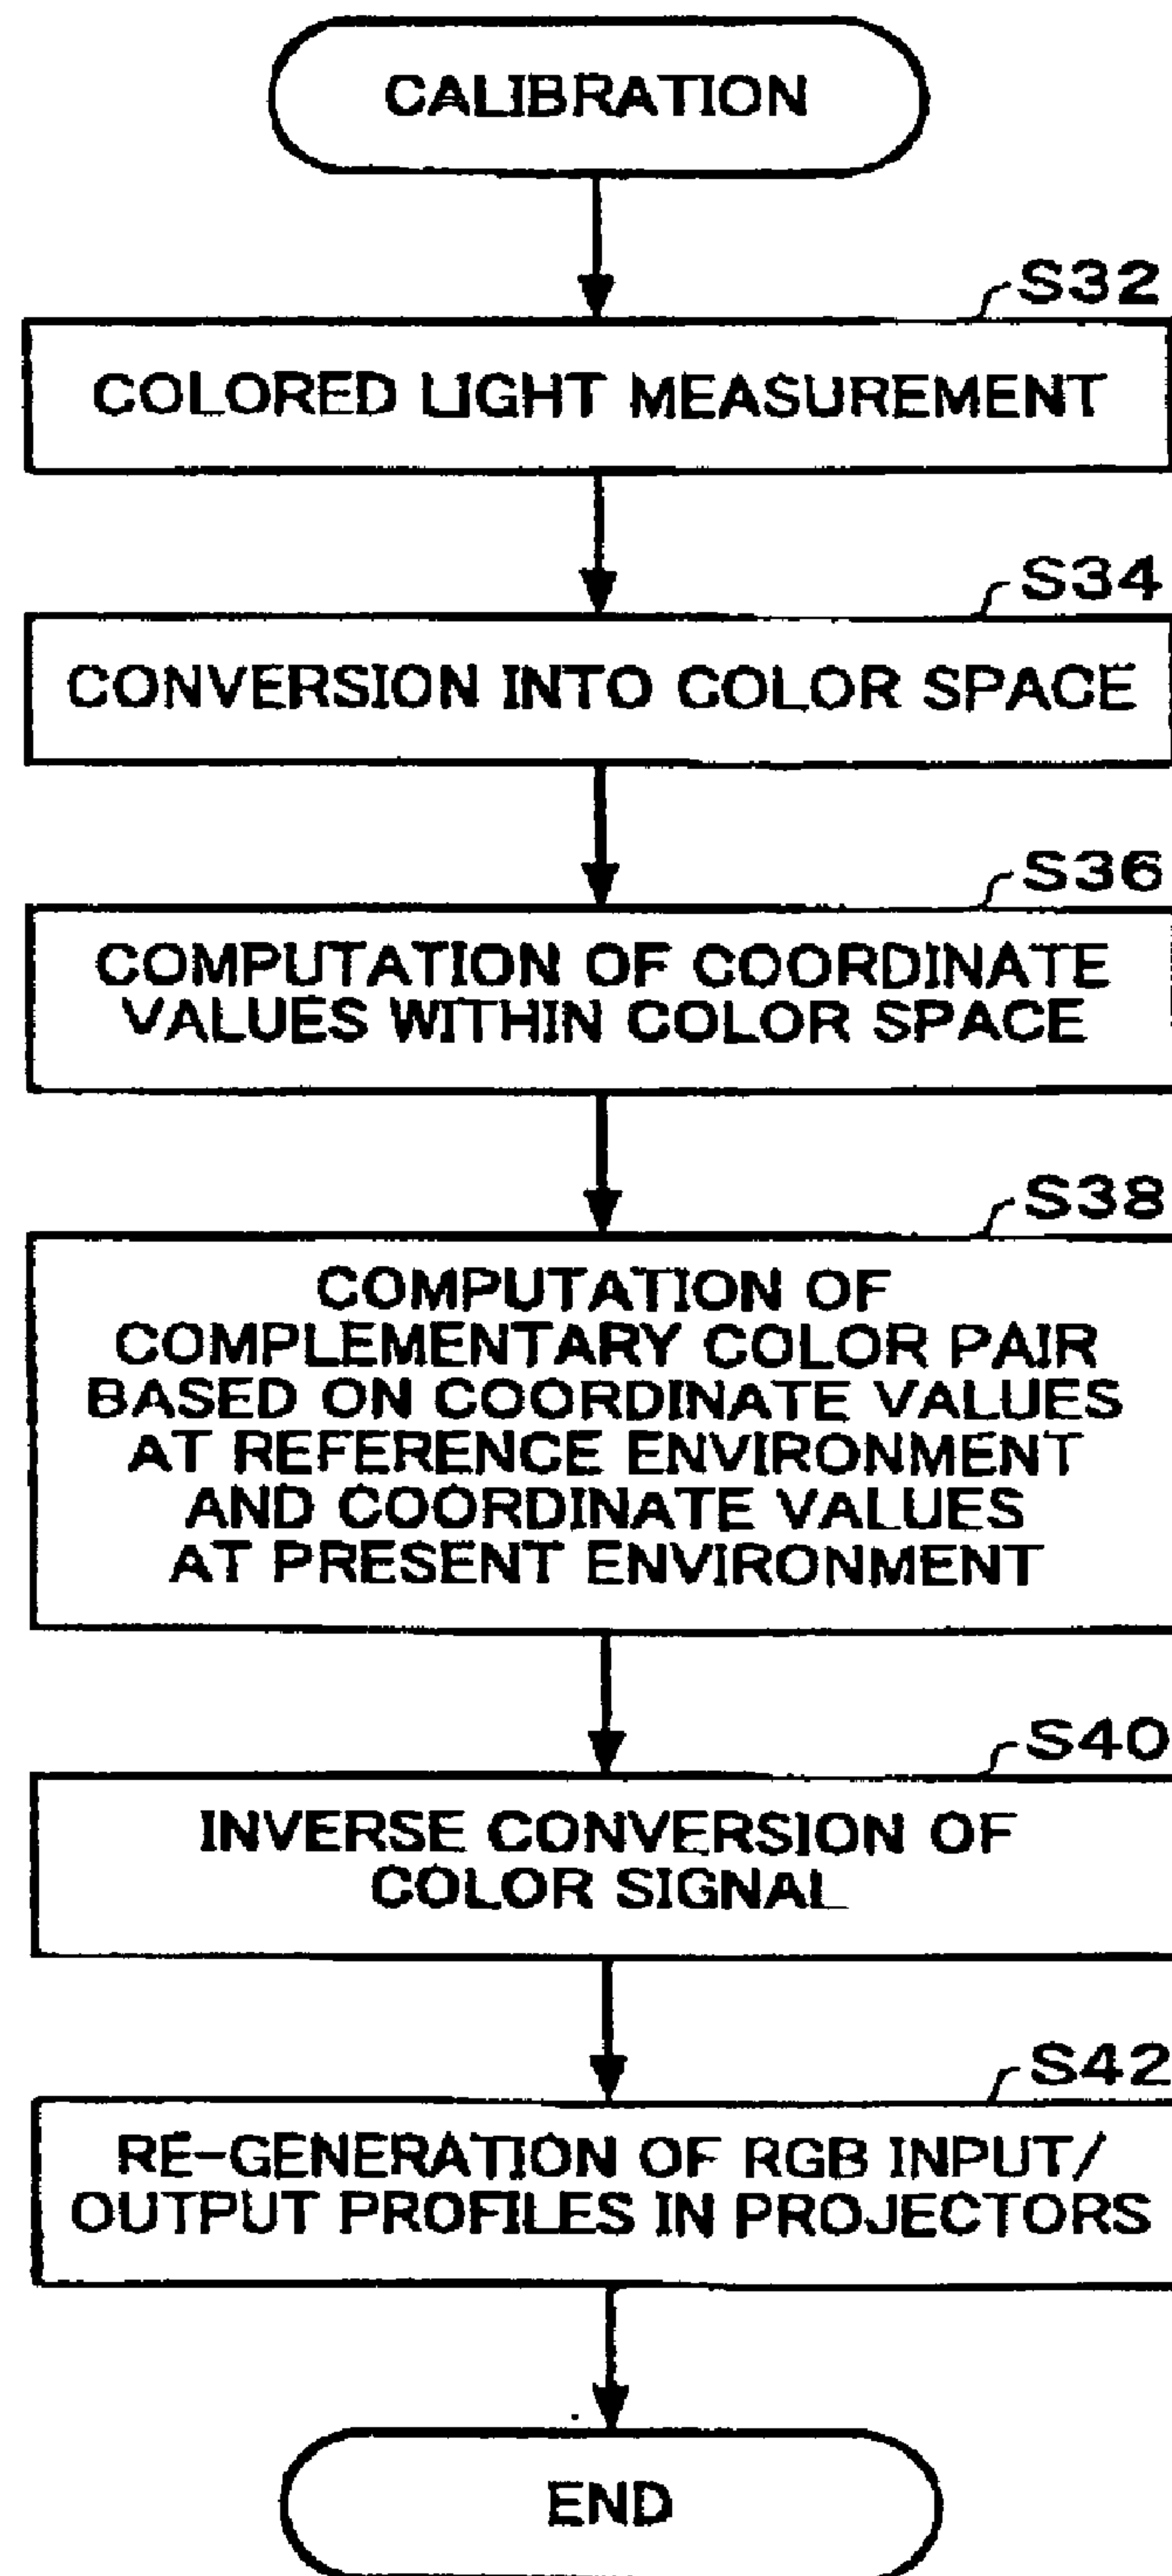 CALIBRATION
S32
COLORED LIGHT MEASUREMENT
S34
CONVERSION INTO COLOR SPACE
S36
COMPUTATION OF COORDINATE
VALUES WITHIN COLOR SPACE
S38
COMPUTATION OF
COMPLEMENTARY COLOR PAIR
BASED ON COORDINATE VALUES
AT REFERENCE ENVIRONMENT
AND COORDINATE VALUES
AT PRESENT ENVIRONMENT
S40
INVERSE CONVERSION OF
COLOR SIGNAL
S42
RE-GENERATION OF RGB INPUT/
OUTPUT PROFILES IN PROJECTORS
END